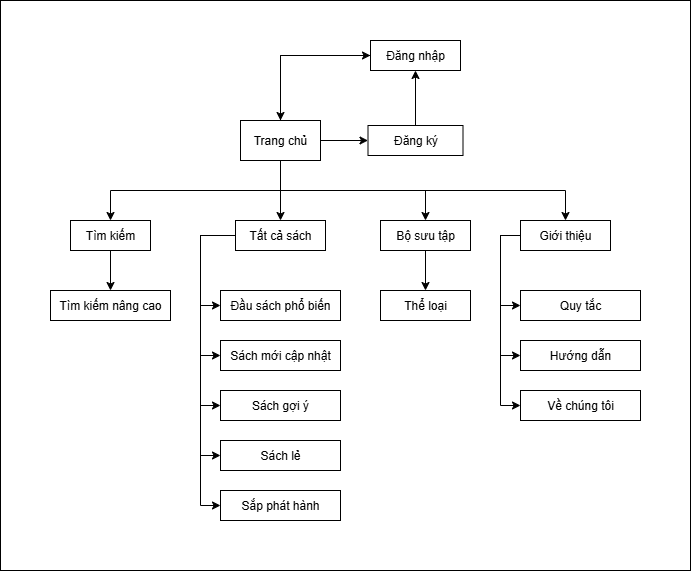 Đăng nhập
Trang chủ
Đăng ký
Tìm kiếm
Tất cả sách
Bộ sưu tập
Giới thiệu
Tìm kiếm nâng cao
Đầu sách phổ biến
Thể loại
Quy tắc
Sách mới cập nhật
Hướng dẫn
Sách gợi ý
Về chúng tôi
Sách lẻ
Sắp phát hành